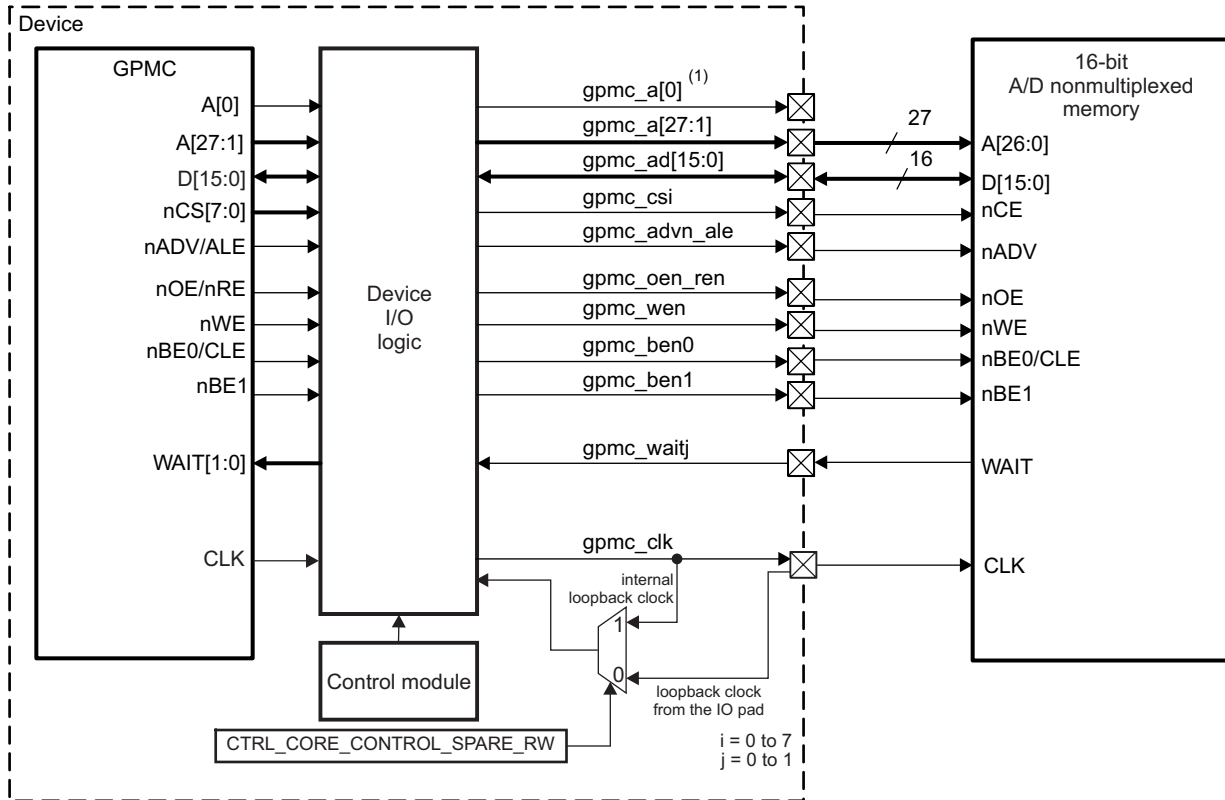 Device
GPMC
A[0]
A[27:1]
D[15:0]
nCS[7:0]
nADV/ALE
nOE/nRE
nWE
nBE0/CLE
nBE1
WAIT[1:0]
CLK
Device
I/O
logic
Control module
CTRL_CORE_CONTROL_SPARE_RW
gpmc_a[0] (1)
gpmc_a[27:1]
gpmc_ad[15:0]
gpmc_csi
gpmc_advn_ale
gpmc_oen_ren
gpmc_wen
gpmc_ben0
gpmc_ben1
gpmc_waitj
gpmc_clk
internal
loopback clock
1
0
loopback clock
from the IO pad
i = 0 to 7
j = 0 to 1
27
16
16-bit
A/D nonmultiplexed
memory
A[26:0]
D[15:0]
nCE
nADV
nOE
nWE
nBE0/CLE
nBE1
WAIT
CLK